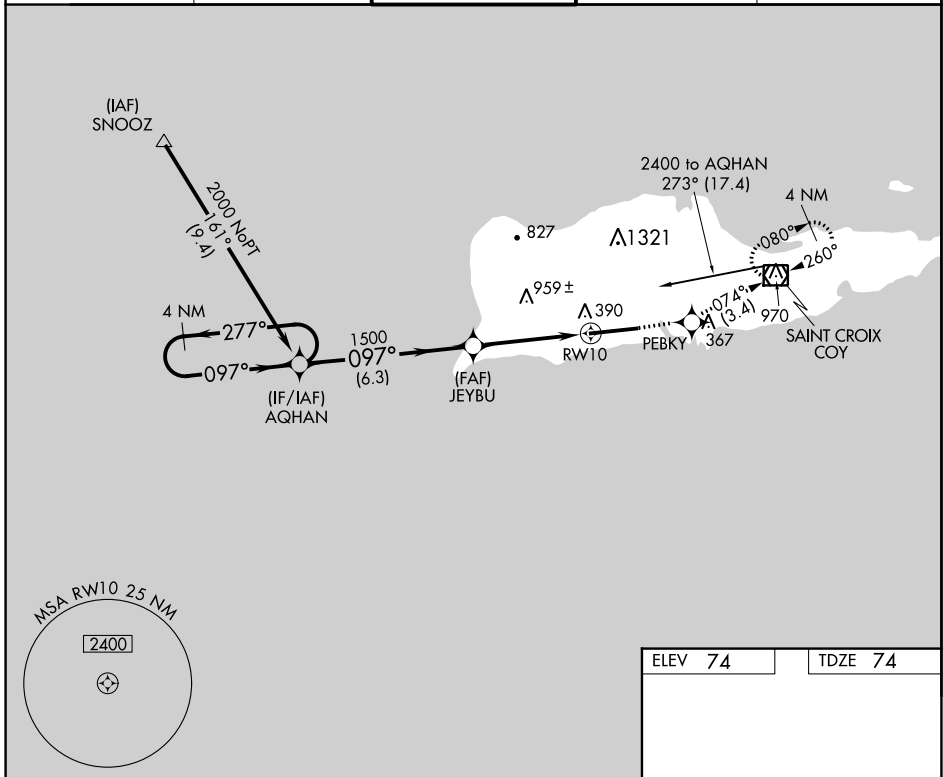 (IAF)
SNOOZ
2000 NoPT
161°
(9.4)
2400 to AQHAN
273° (17.4)
4 NM
827
1321
080°
260°
959 ±
390
4 NM
277°
074°
(3.4)
970
1500
097°
(6.3)
RW10
PEBKY
367
SAINT CROIX
COY
097°
(IF/IAF)
AQHAN
(FAF)
JEYBU
MSA RW10 25 NM
2400
ELEV 74
TDZE 74